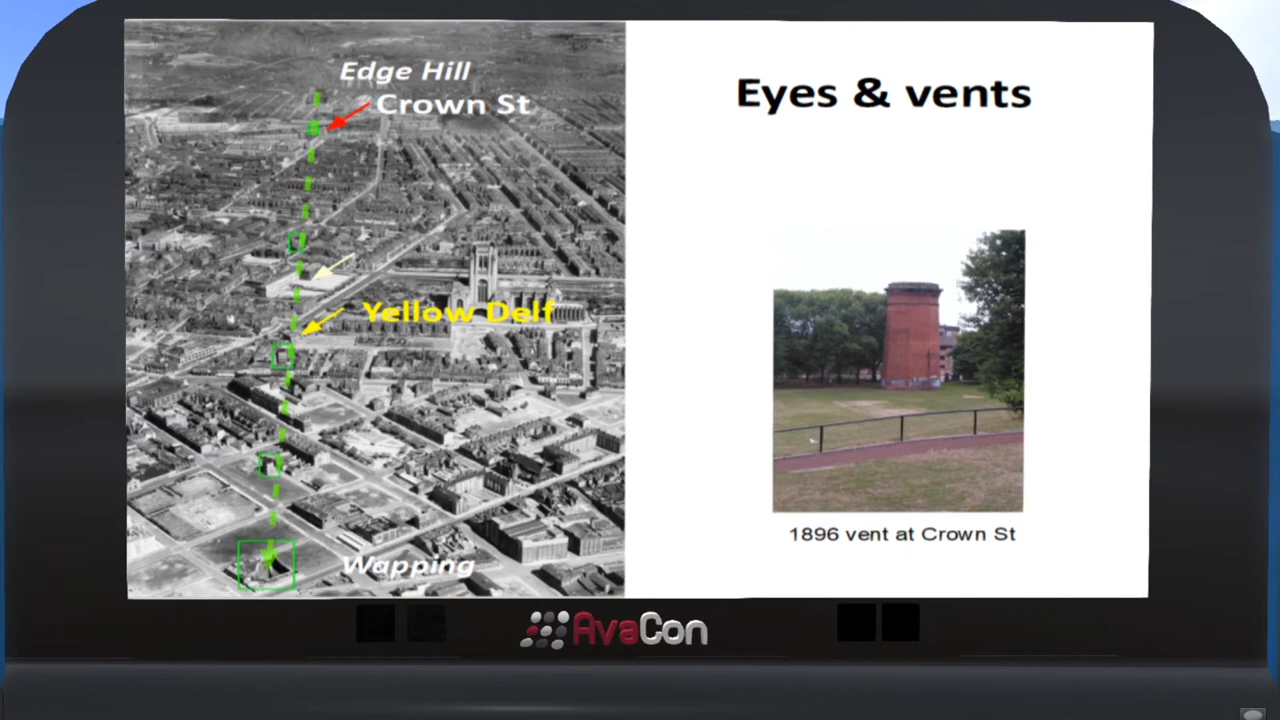 Edge Hill
Crown St
Yellow Delf
Wapping
Eyes & vents
1896 vent at Crown St
AvaCon